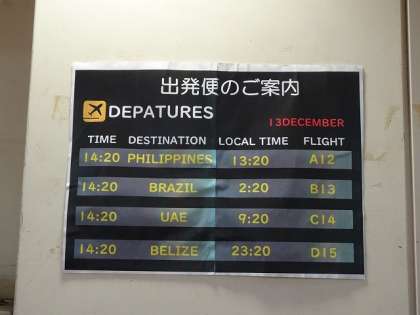 出発便のご案内
DEPATURES
13DECEMBER
TIME DESTINATION LOCAL TIME FLIGHT
14:20 PHILIPPINES 13:20 A12
14:20 BRAZIL 2:20 B13
14:20 UAE 9:20 C14
14:20 BELIZE 23:20 D15